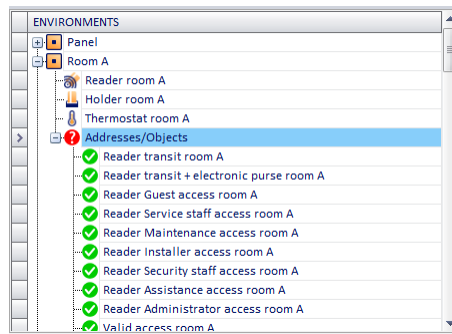 ENVIRONMENTS
Panel
Room A
Reader room A
Holder room A
Thermostat room A
Addresses/Objects
Reader transit room A
Reader transit + electronic purse room A
Reader Guest access room A
Reader Service staff access room A
Reader Maintenance access room A
Reader Installer access room A
Reader Security staff access room A
Reader Assistance access room A
Reader Administrator access room A
Valid access room A